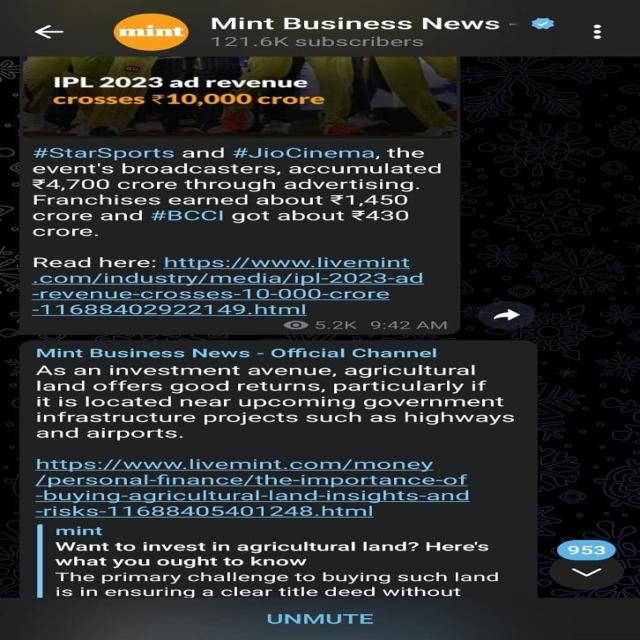 mint
Mint Business News -
121.6K subscribers
IPL 2023 ad revenue
crosses ₹10,000 crore
#StarSports and #JioCinema, the
event's broadcasters, accumulated
₹4,700 crore through advertising.
Franchises earned about ₹1,450
crore and #BCCI got about ₹430
crore.
Read here: https://www.livemint
.com/industry/media/ipl-2023-ad
-revenue-crosses-10-000-crore
-11688402922149.html
5.2K 9:42 AM
Mint Business News - Official Channel
As an investment avenue, agricultural
land offers good returns, particularly if
it is located near upcoming government
infrastructure projects such as highways
and airports.
https://www.livemint.com/money
/personal-finance/the-importance-of
-buying-agricultural-land-insights-and
-risks-11688405401248.html
mint
Want to invest in agricultural land? Here's
what you ought to know
The primary challenge to buying such land
is in ensuring a clear title deed without
953
UNMUTE